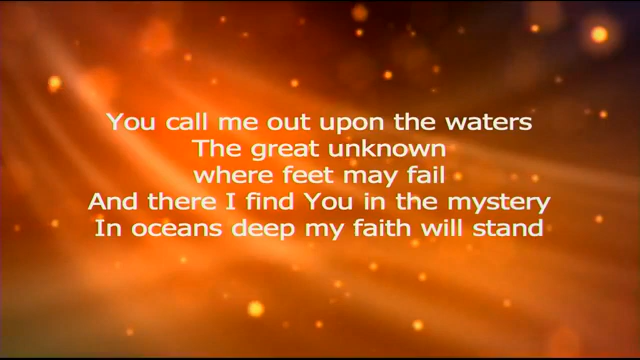 You call me out upon the waters
The great unknown
where feet may fail
And there I find You in the mystery
In oceans deep my faith will stand